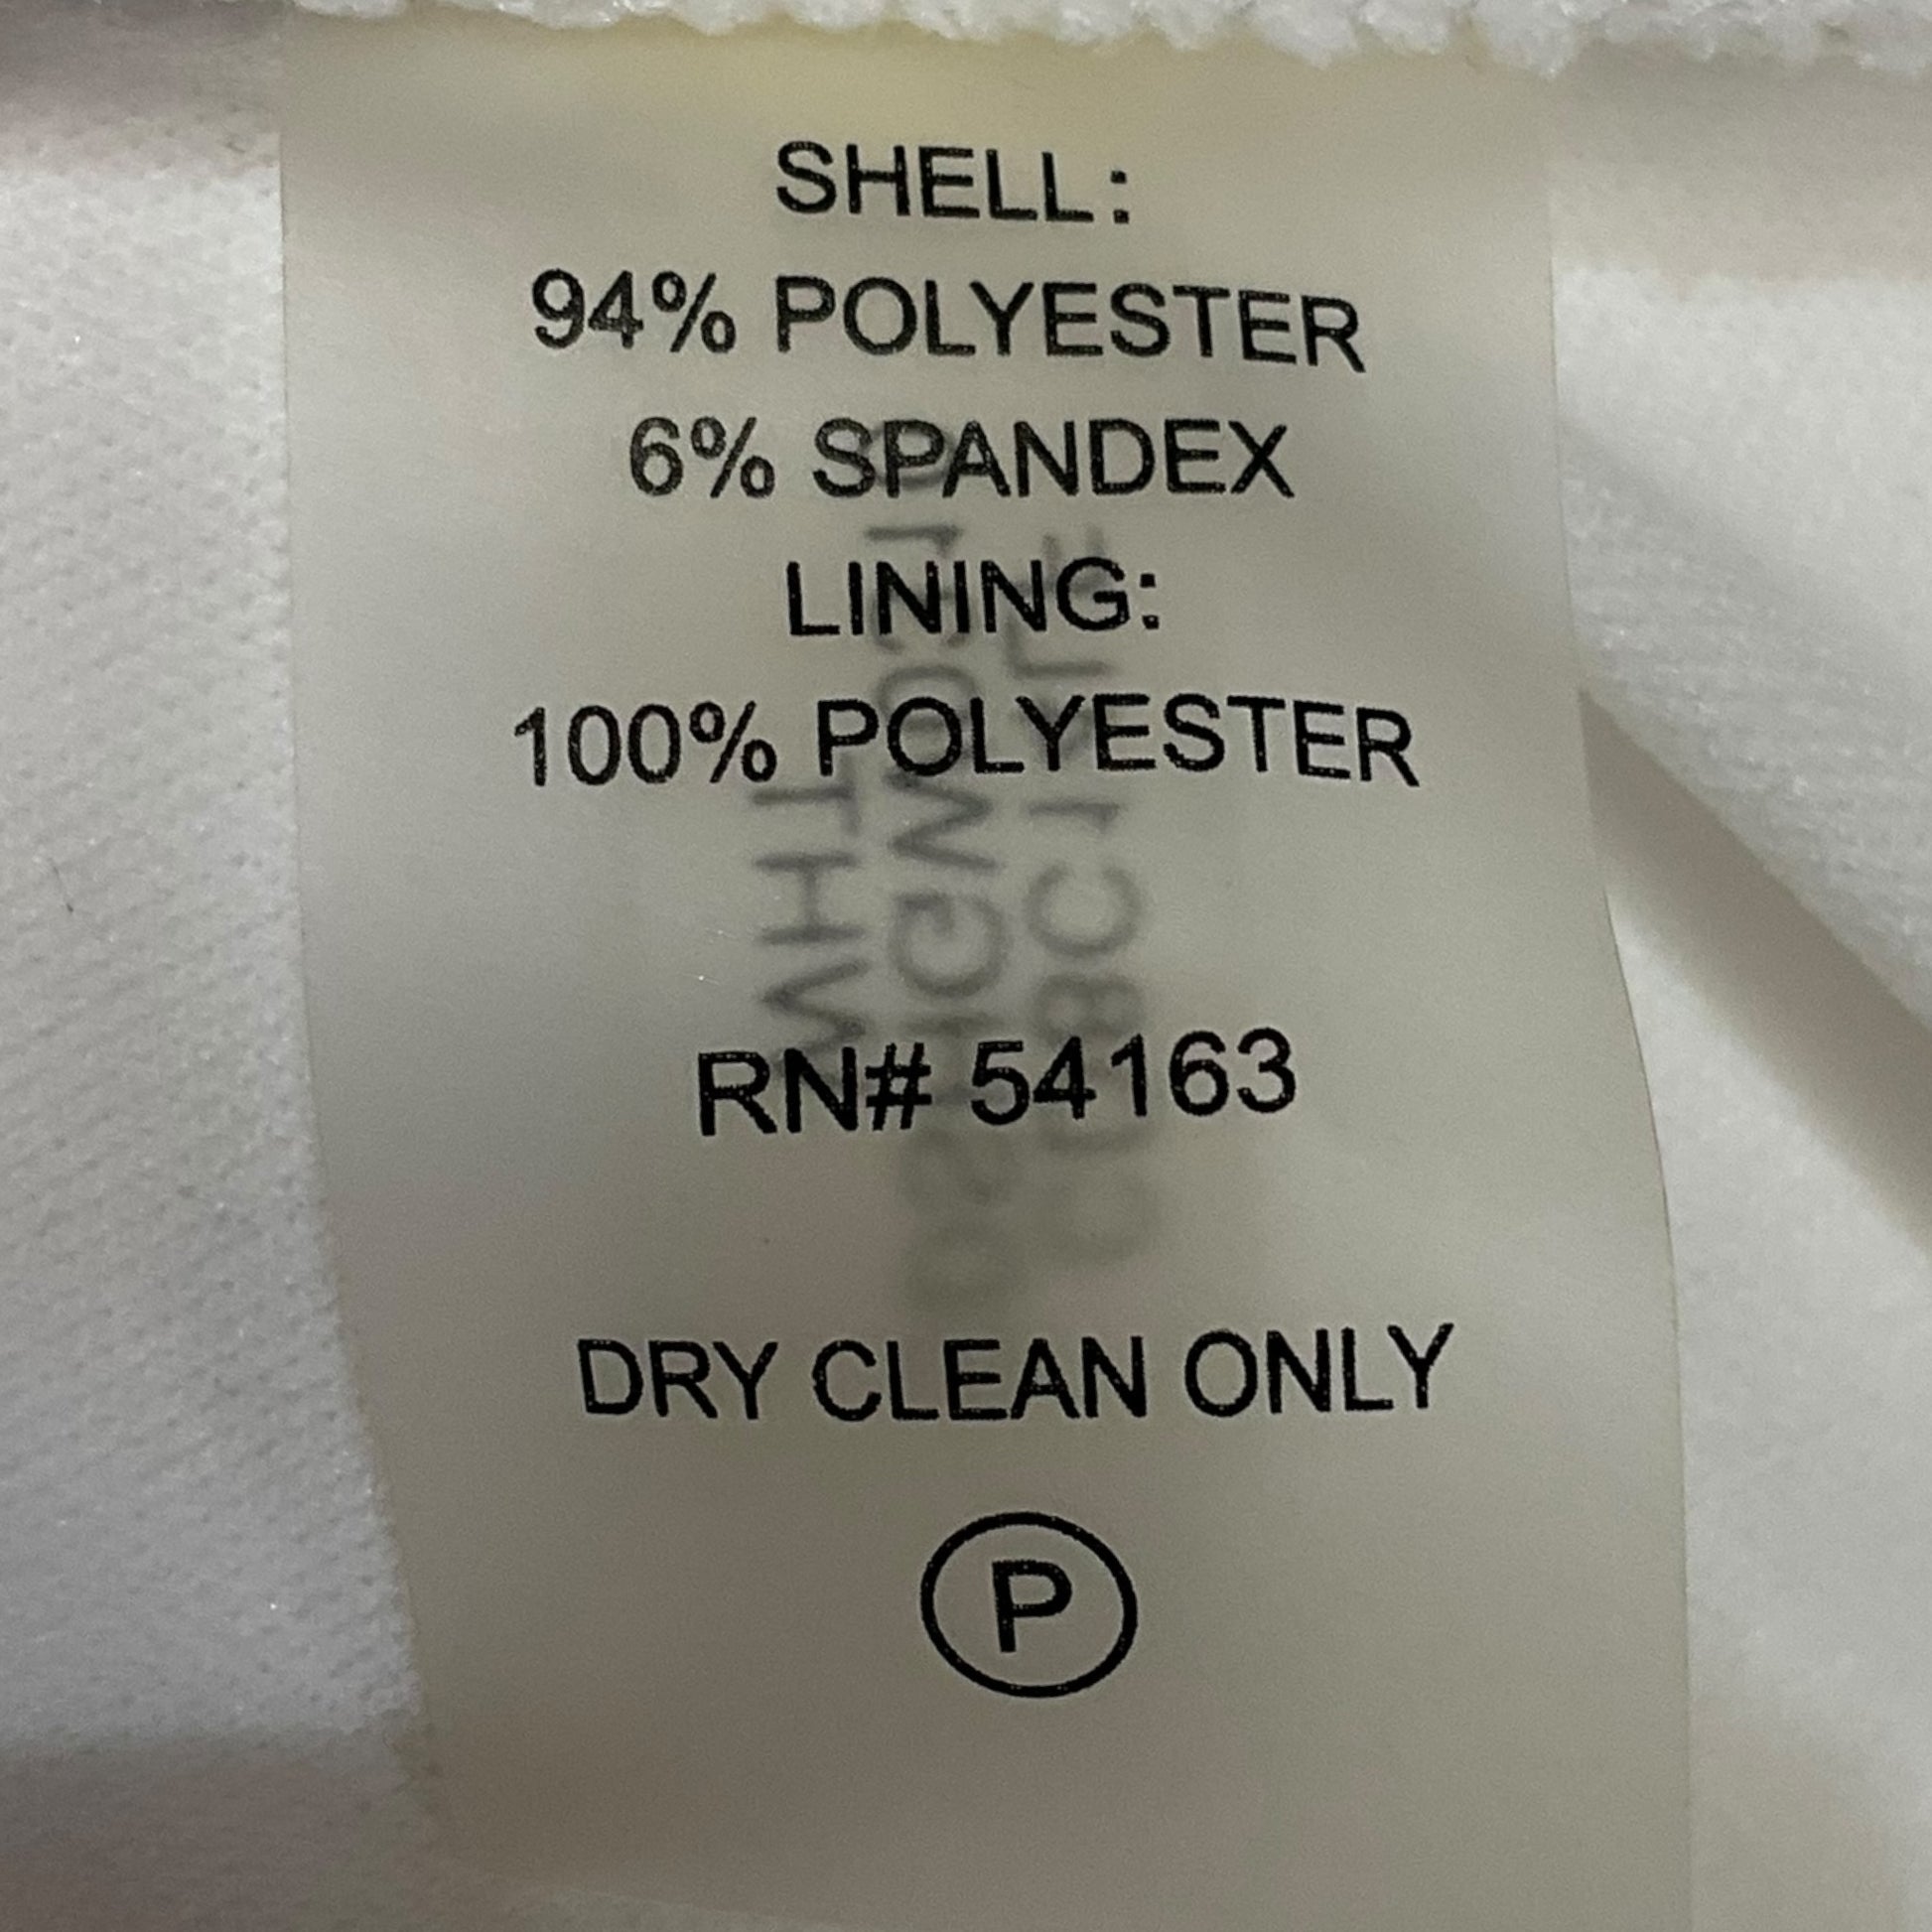 SHELL:
94% POLYESTER
6% SPANDEX
LINING:
100% POLYESTER
RN# 54163
DRY CLEAN ONLY
P